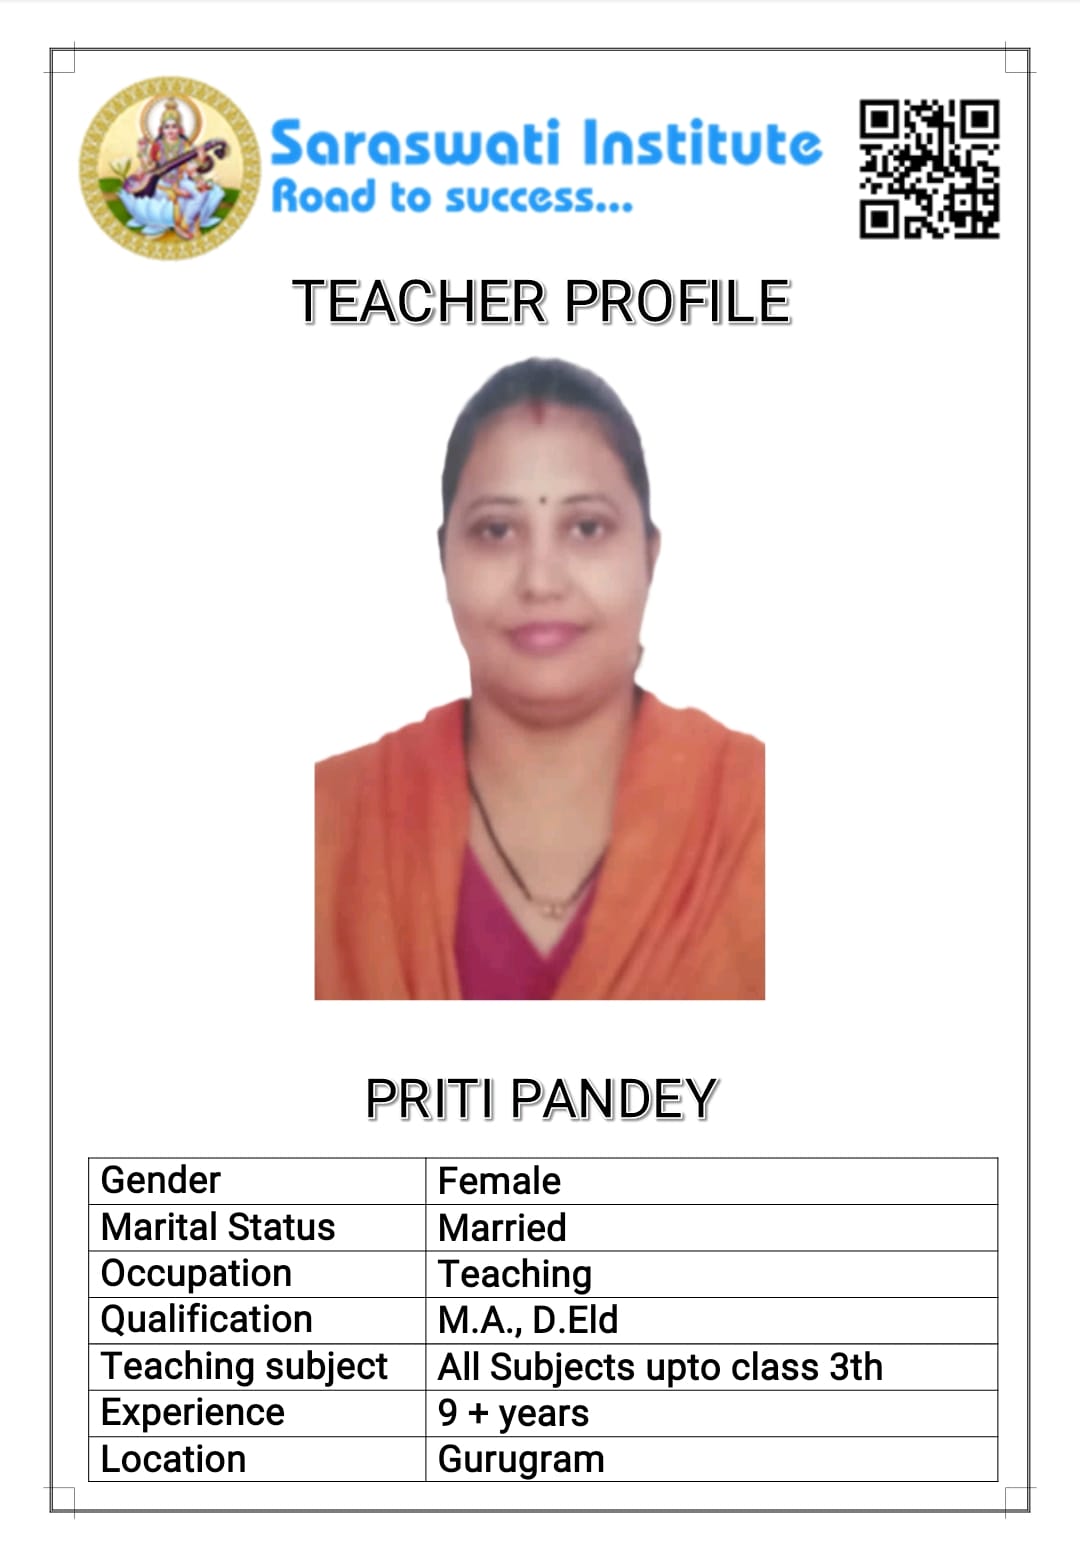 Saraswati Institute
Road to success...
TEACHER PROFILE
PRITI PANDEY
Gender Female
Marital Status Married
Occupation Teaching
Qualification M.A., D.Eld
Teaching subject All Subjects upto class 3th
Experience 9 + years
Location Gurugram